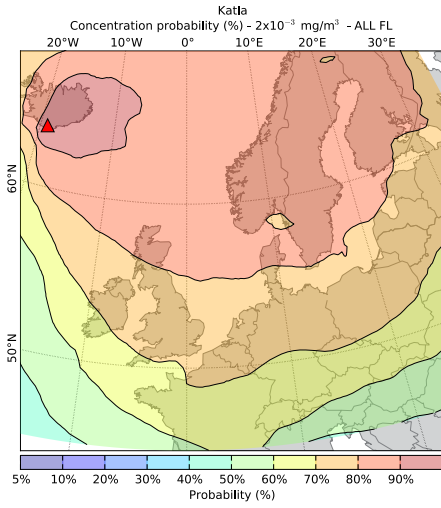 Katla
Concentration probability (%) - 2x10⁻³ mg/m³ - ALL FL
20°W 10°W 0° 10°E 20°E 30°E
60°N
50°N
5% 10% 20% 30% 40% 50% 60% 70% 80% 90%
Probability (%)